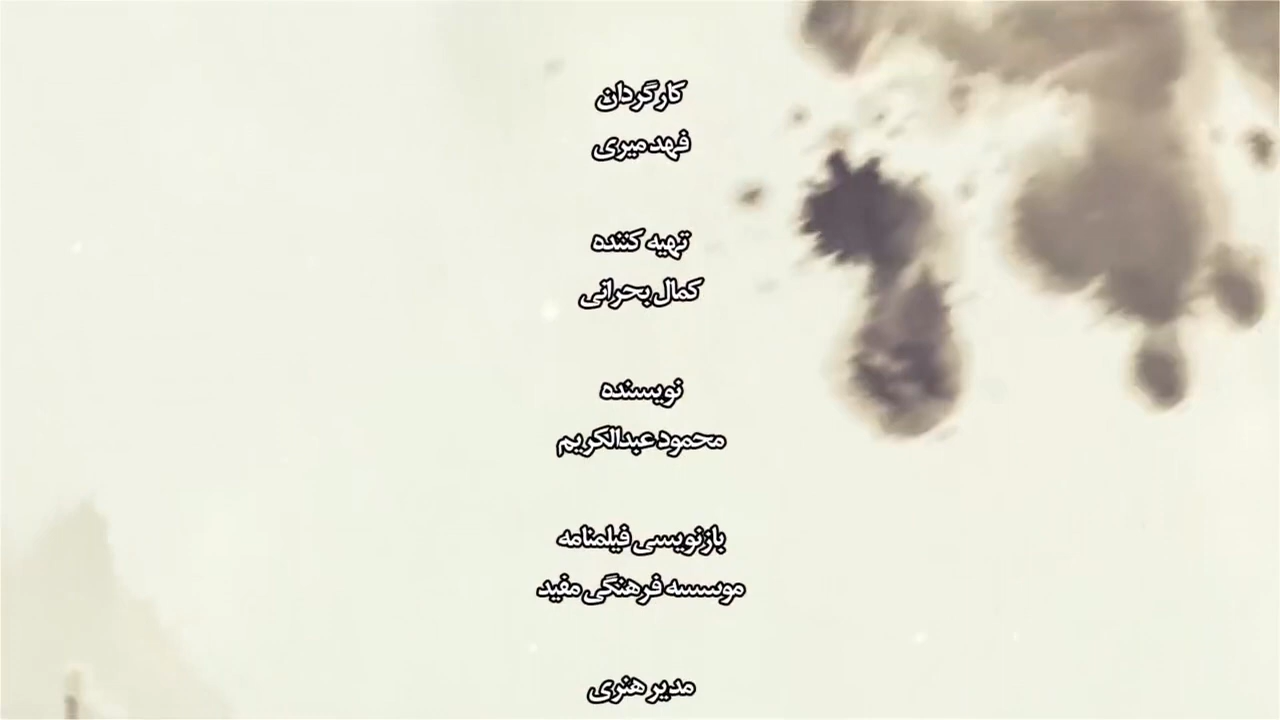 کارگردان
فهد میری
تهیه کننده
کمال بحرانی
نویسنده
محمود عبدالکریم
بازنویسی فیلمنامه
موسسه فرهنگی مفید
مدیر هنری